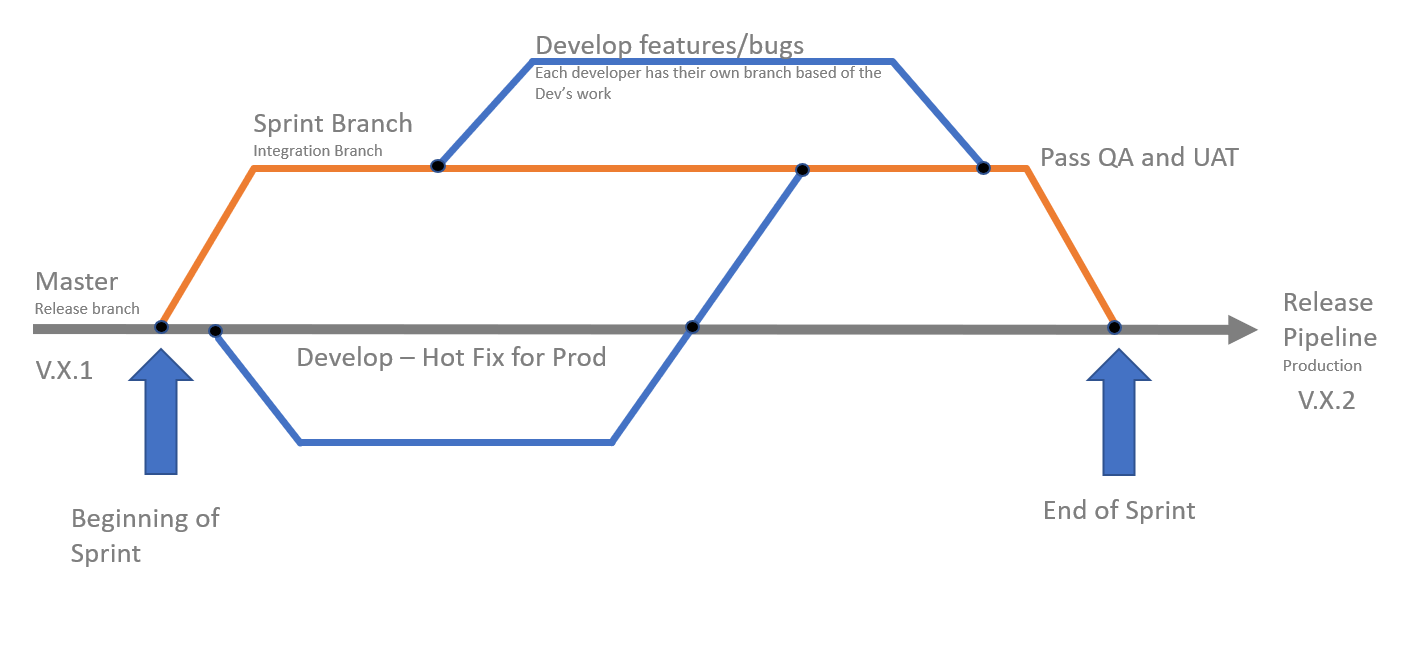 Develop features/bugs
Each developer has their own branch based of the
Dev's work
Sprint Branch
Integration Branch
Pass QA and UAT
Master
Release branch
V.X.1
Develop – Hot Fix for Prod
Release
Pipeline
Production
V.X.2
Beginning of
Sprint
End of Sprint